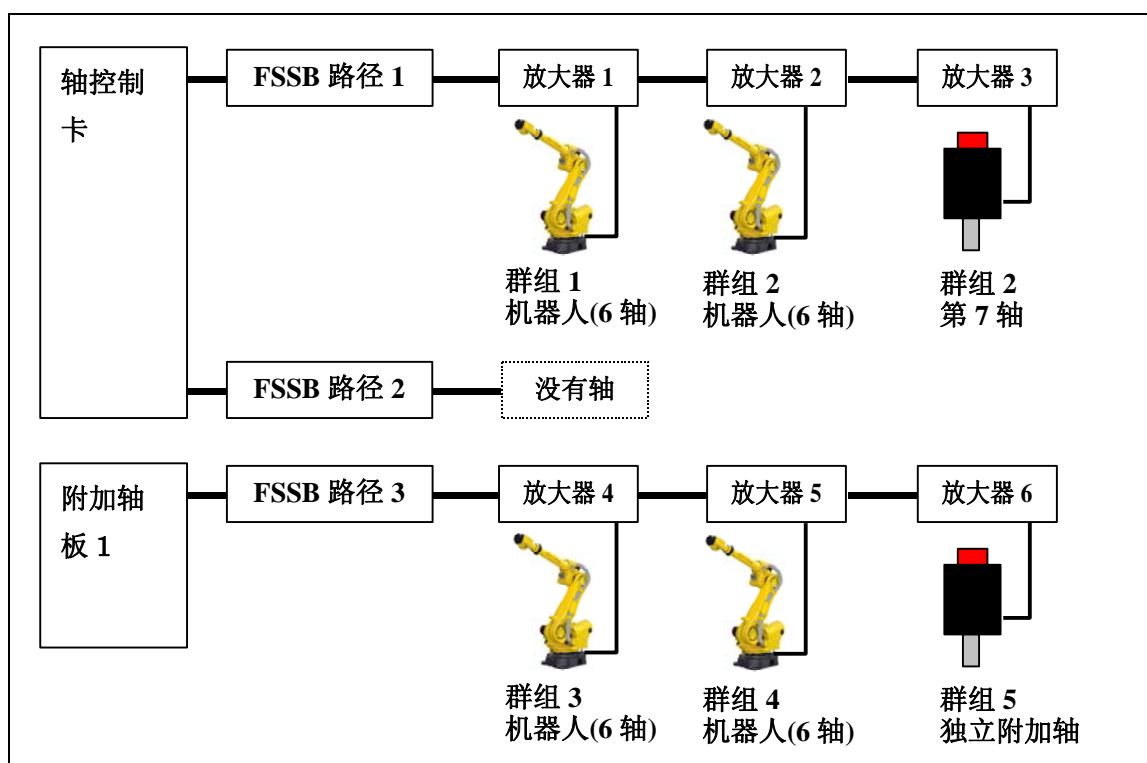 轴控制
卡
FSSB 路径 1
放大器 1
放大器 2
放大器 3
群组 1
机器人(6 轴)
群组 2
机器人(6 轴)
群组 2
第 7 轴
FSSB 路径 2
没有轴
附加轴
板 1
FSSB 路径 3
放大器 4
放大器 5
放大器 6
群组 3
机器人(6 轴)
群组 4
机器人(6 轴)
群组 5
独立附加轴